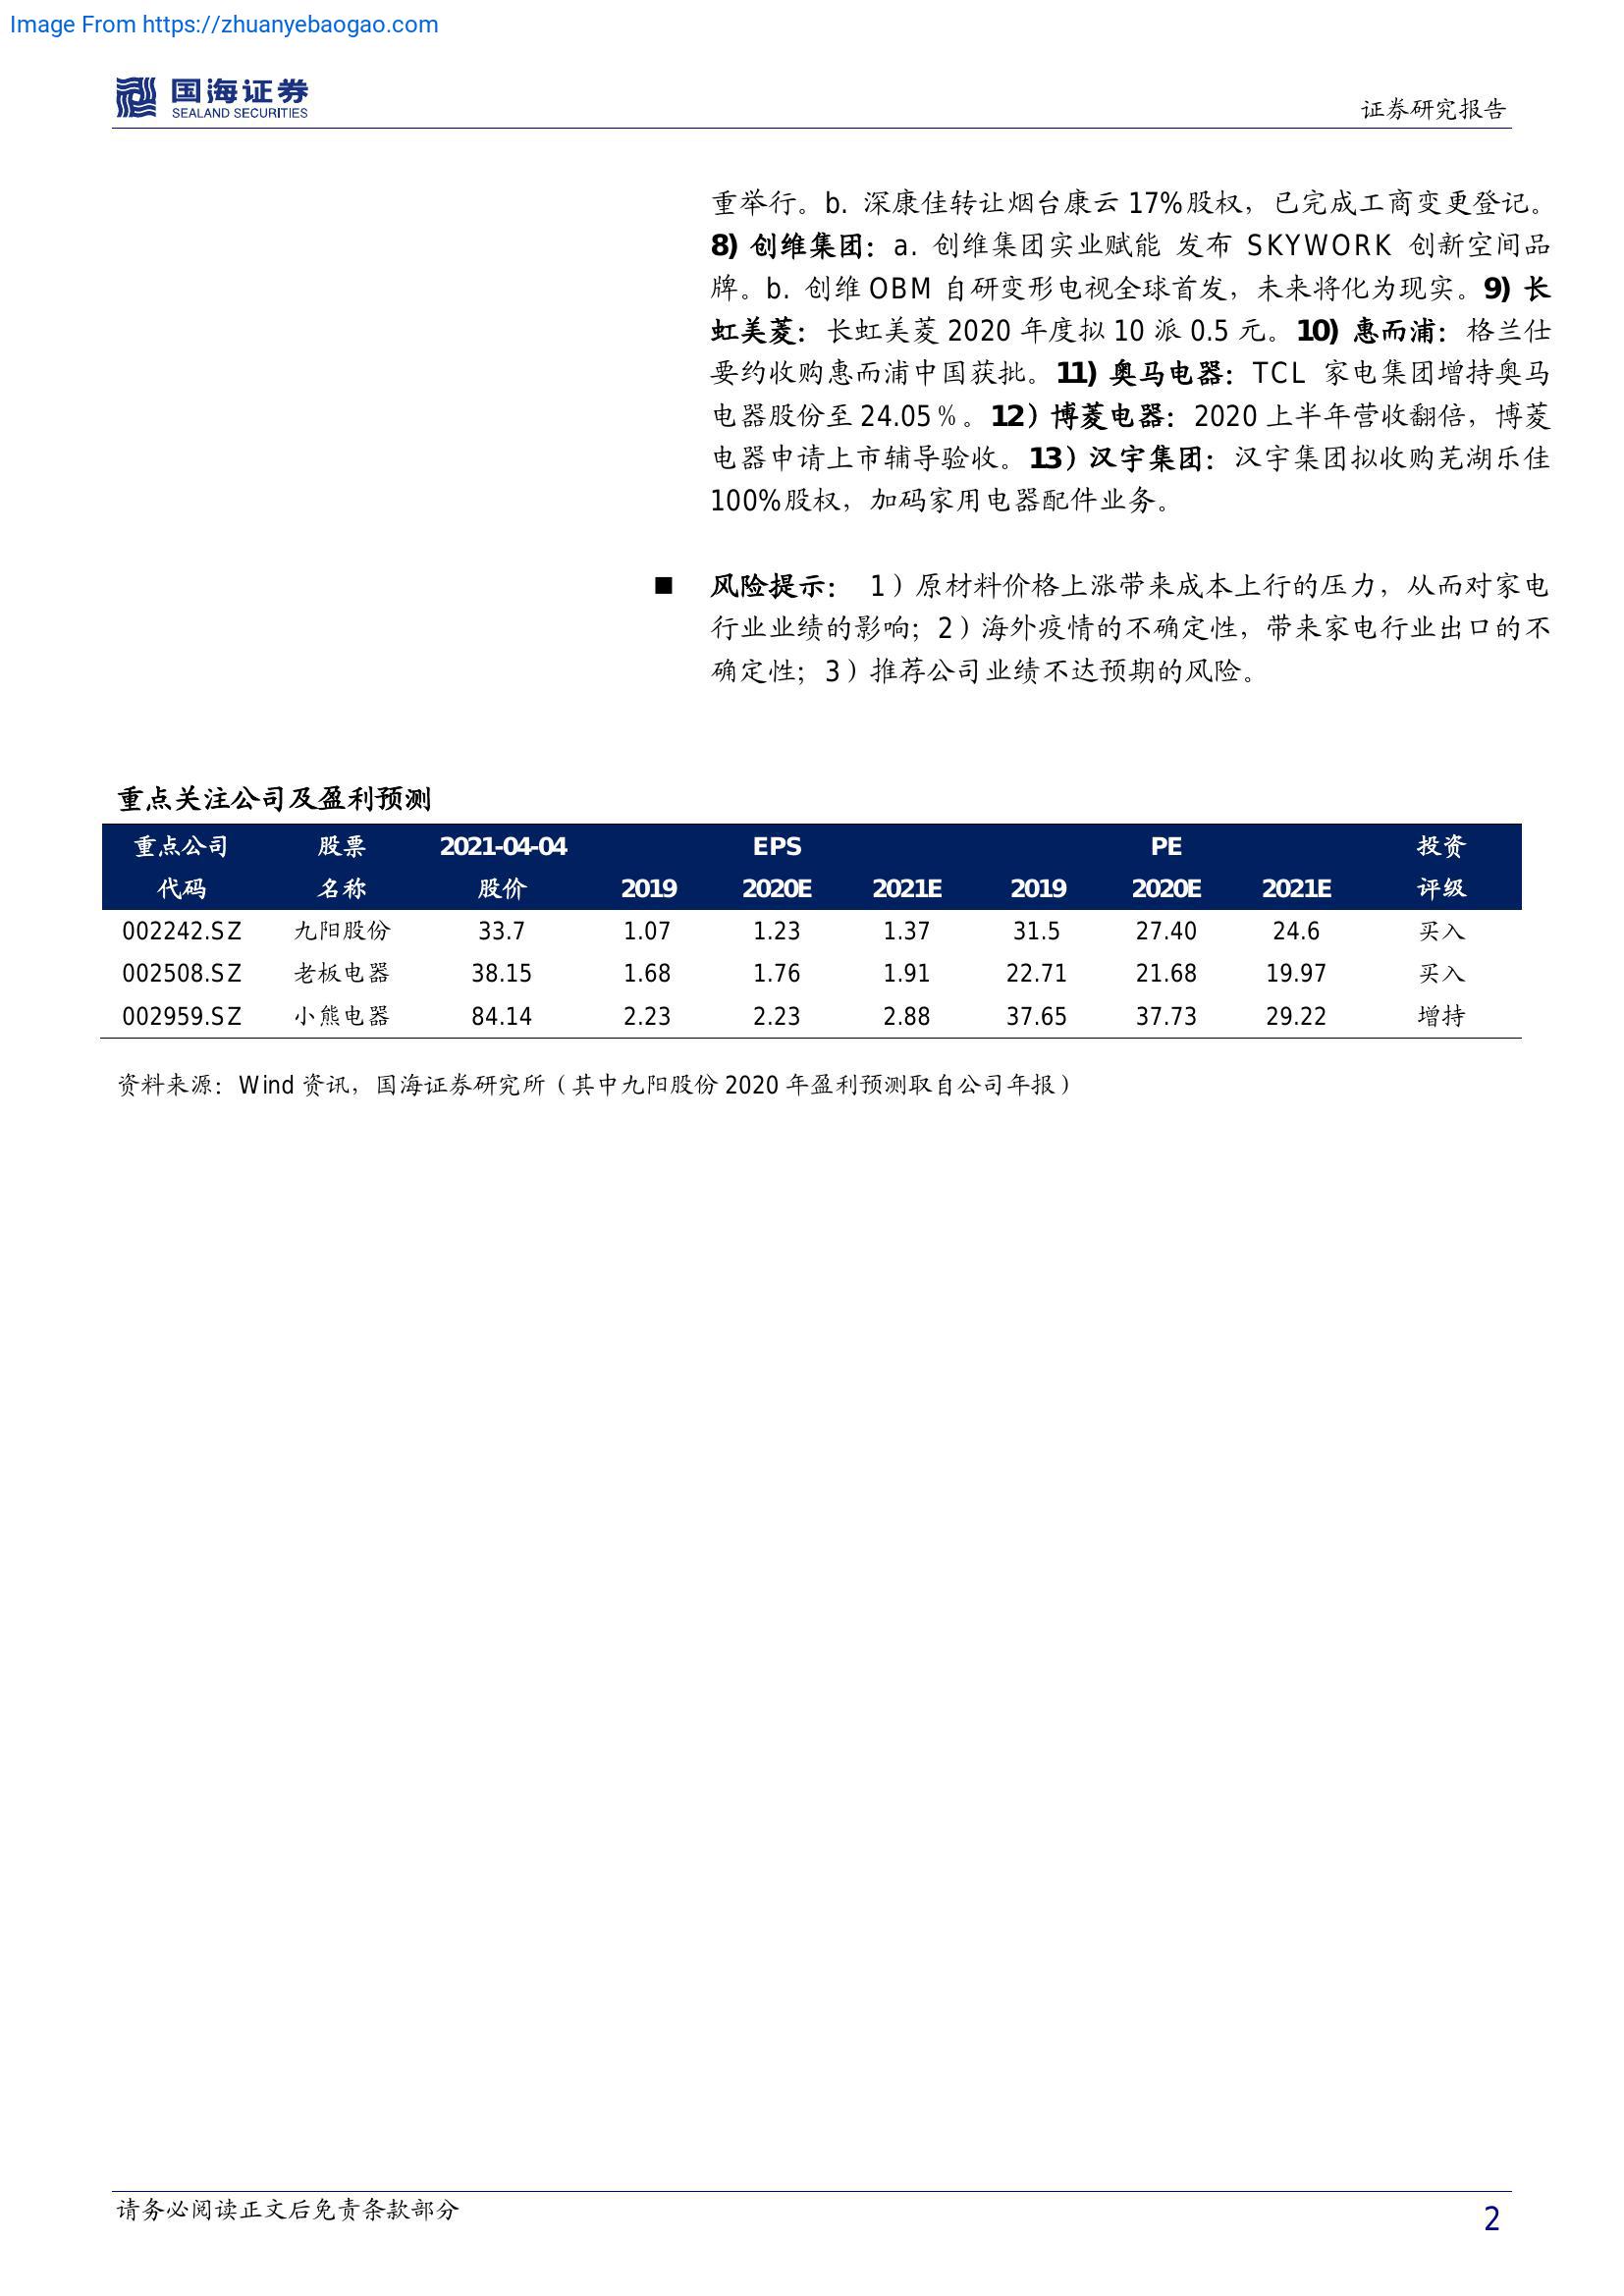 Image From https://zhuanyebaogao.com
国海证券
SEALAND SECURITIES
证券研究报告
重举行。b. 深康佳转让烟台康云 17%股权，已完成工商变更登记。
8) 创维集团：a. 创维集团实业赋能 发布 SKYWORK 创新空间品
牌。b. 创维 OBM 自研变形电视全球首发，未来将化为现实。9) 长
虹美菱：长虹美菱 2020 年度拟 10 派 0.5 元。10) 惠而浦：格兰仕
要约收购惠而浦中国获批。11) 奥马电器：TCL 家电集团增持奥马
电器股份至 24.05％。12）博菱电器：2020 上半年营收翻倍，博菱
电器申请上市辅导验收。13）汉宇集团：汉宇集团拟收购芜湖乐佳
100%股权，加码家用电器配件业务。
■ 风险提示： 1）原材料价格上涨带来成本上行的压力，从而对家电
行业业绩的影响；2）海外疫情的不确定性，带来家电行业出口的不
确定性；3）推荐公司业绩不达预期的风险。
重点关注公司及盈利预测
重点公司 股票 2021-04-04 EPS PE 投资
代码 名称 股价 2019 2020E 2021E 2019 2020E 2021E 评级
002242.SZ 九阳股份 33.7 1.07 1.23 1.37 31.5 27.40 24.6 买入
002508.SZ 老板电器 38.15 1.68 1.76 1.91 22.71 21.68 19.97 买入
002959.SZ 小熊电器 84.14 2.23 2.23 2.88 37.65 37.73 29.22 增持
资料来源：Wind 资讯，国海证券研究所（其中九阳股份 2020 年盈利预测取自公司年报）
请务必阅读正文后免责条款部分
2